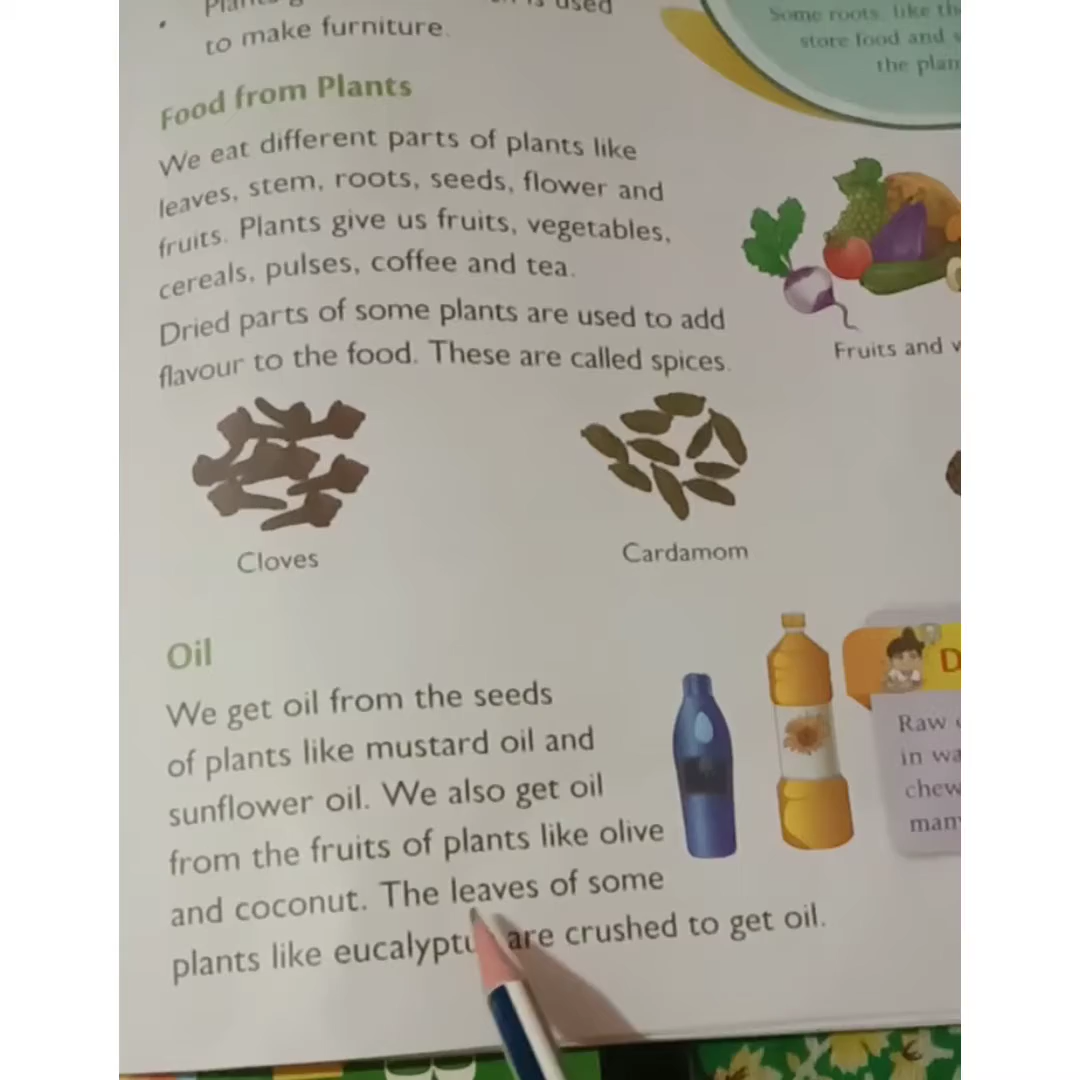 used
to make furniture.
Some roots, like th
store food and s
the plan
Food from Plants
We eat different parts of plants like
leaves, stem, roots, seeds, flower and
fruits. Plants give us fruits, vegetables,
cereals, pulses, coffee and tea.
Dried parts of some plants are used to add
flavour to the food. These are called spices.
Fruits and v
Cloves
Cardamom
Oil
We get oil from the seeds
of plants like mustard oil and
sunflower oil. We also get oil
from the fruits of plants like olive
and coconut. The leaves of some
plants like eucalyptu are crushed to get oil.
D
Raw
in wa
chew
many